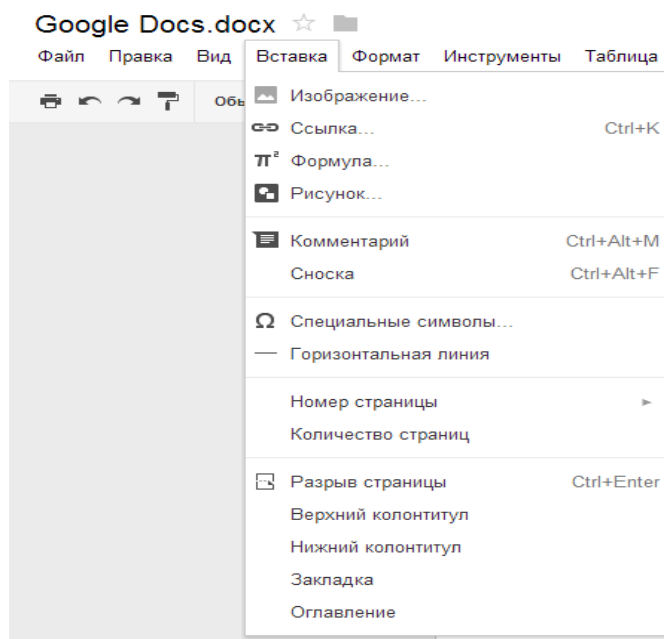 Google Docs.docx
Файл Правка Вид Вставка Формат Инструменты Таблица
Обы
Изображение...
Ссылка... Ctrl+K
Формула...
Рисунок...
Комментарий Ctrl+Alt+M
Сноска Ctrl+Alt+F
Специальные символы...
Горизонтальная линия
Номер страницы
Количество страниц
Разрыв страницы Ctrl+Enter
Верхний колонтитул
Нижний колонтитул
Закладка
Оглавление